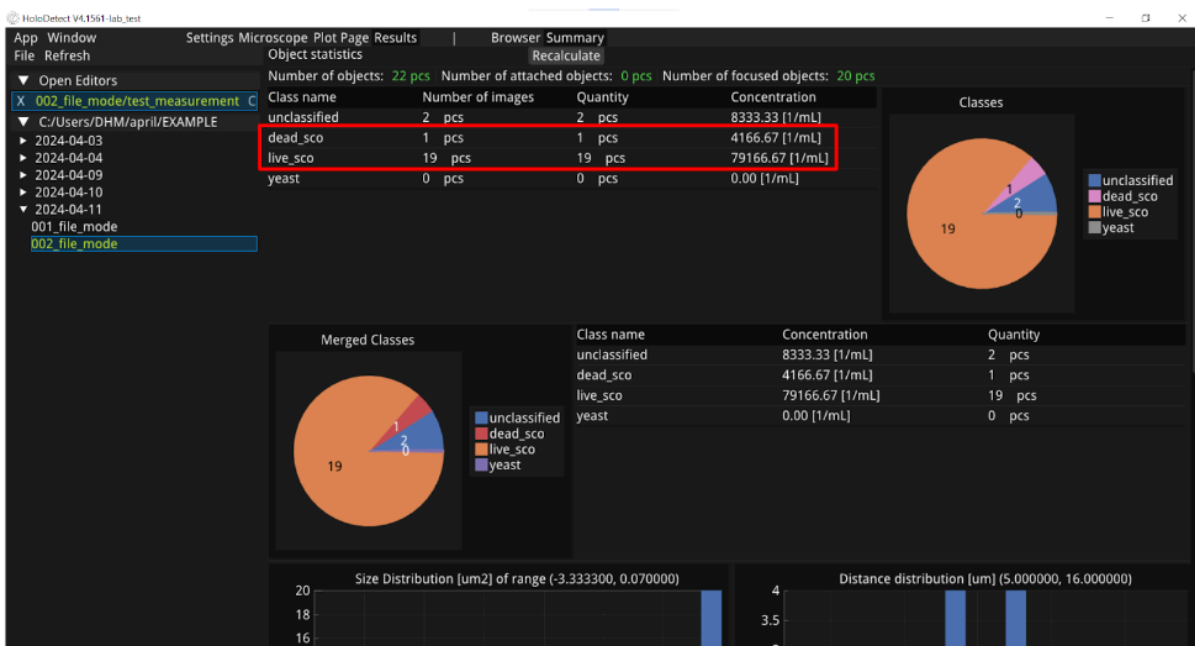 HoloDetect V4.1561-lab_test
App Window Settings Microscope Plot Page Results | Browser Summary
File Refresh
Object statistics Recalculate
Open Editors
X 002_file_mode/test_measurement C
C:/Users/DHM/april/EXAMPLE
2024-04-03
2024-04-04
2024-04-09
2024-04-10
2024-04-11
001_file_mode
002_file_mode
Number of objects: 22 pcs Number of attached objects: 0 pcs Number of focused objects: 20 pcs
Class name Number of images Quantity Concentration
unclassified 2 pcs 2 pcs 8333.33 [1/mL]
dead_sco 1 pcs 1 pcs 4166.67 [1/mL]
live_sco 19 pcs 19 pcs 79166.67 [1/mL]
yeast 0 pcs 0 pcs 0.00 [1/mL]
Classes
1
2
0
19
unclassified
dead_sco
live_sco
yeast
Merged Classes
1
2
0
19
unclassified
dead_sco
live_sco
yeast
Class name Concentration Quantity
unclassified 8333.33 [1/mL] 2 pcs
dead_sco 4166.67 [1/mL] 1 pcs
live_sco 79166.67 [1/mL] 19 pcs
yeast 0.00 [1/mL] 0 pcs
Size Distribution [um2] of range (-3.333300, 0.070000)
20
18
16
Distance distribution [um] (5.000000, 16.000000)
4
3.5